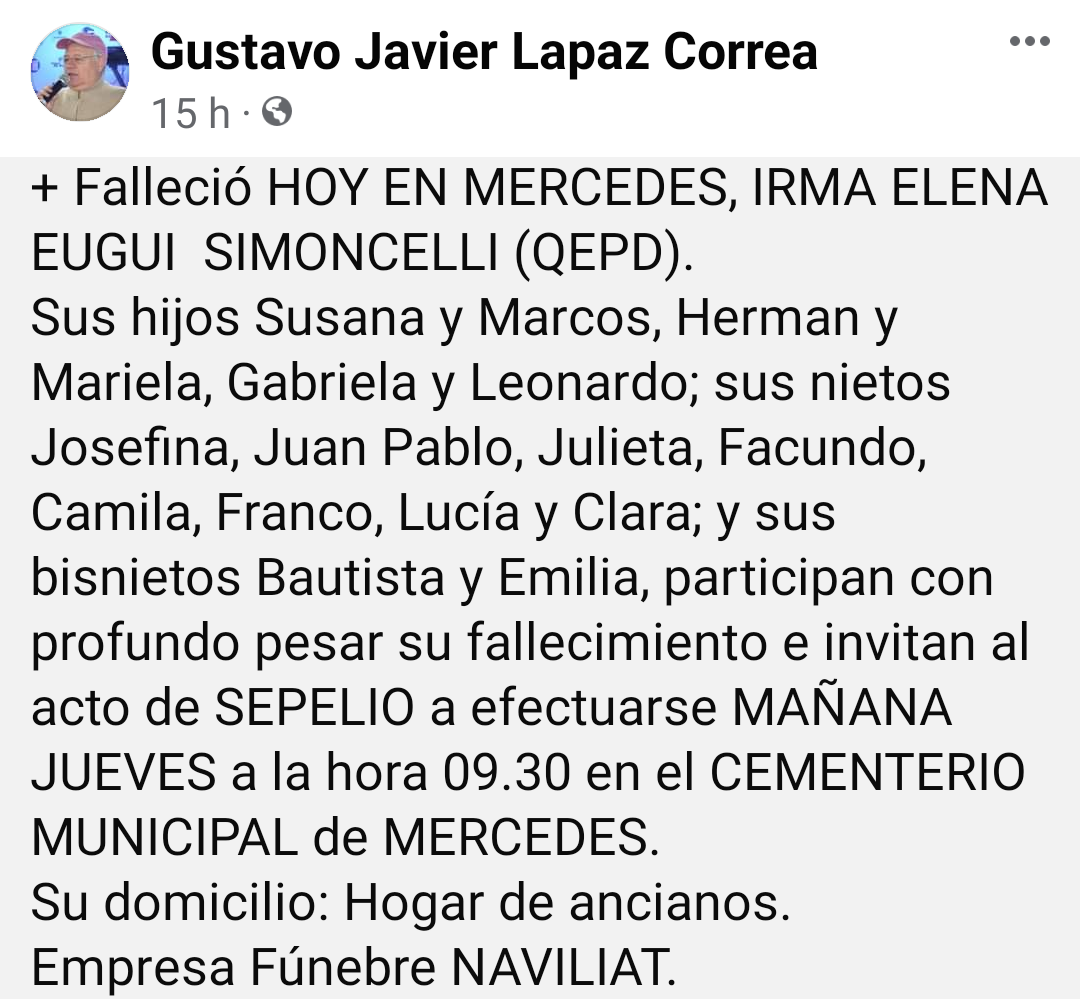 Gustavo Javier Lapaz Correa
15 h ·
+ Falleció HOY EN MERCEDES, IRMA ELENA
EUGUI  SIMONCELLI (QEPD).
Sus hijos Susana y Marcos, Herman y
Mariela, Gabriela y Leonardo; sus nietos
Josefina, Juan Pablo, Julieta, Facundo,
Camila, Franco, Lucía y Clara; y sus
bisnietos Bautista y Emilia, participan con
profundo pesar su fallecimiento e invitan al
acto de SEPELIO a efectuarse MAÑANA
JUEVES a la hora 09.30 en el CEMENTERIO
MUNICIPAL de MERCEDES.
Su domicilio: Hogar de ancianos.
Empresa Fúnebre NAVILIAT.